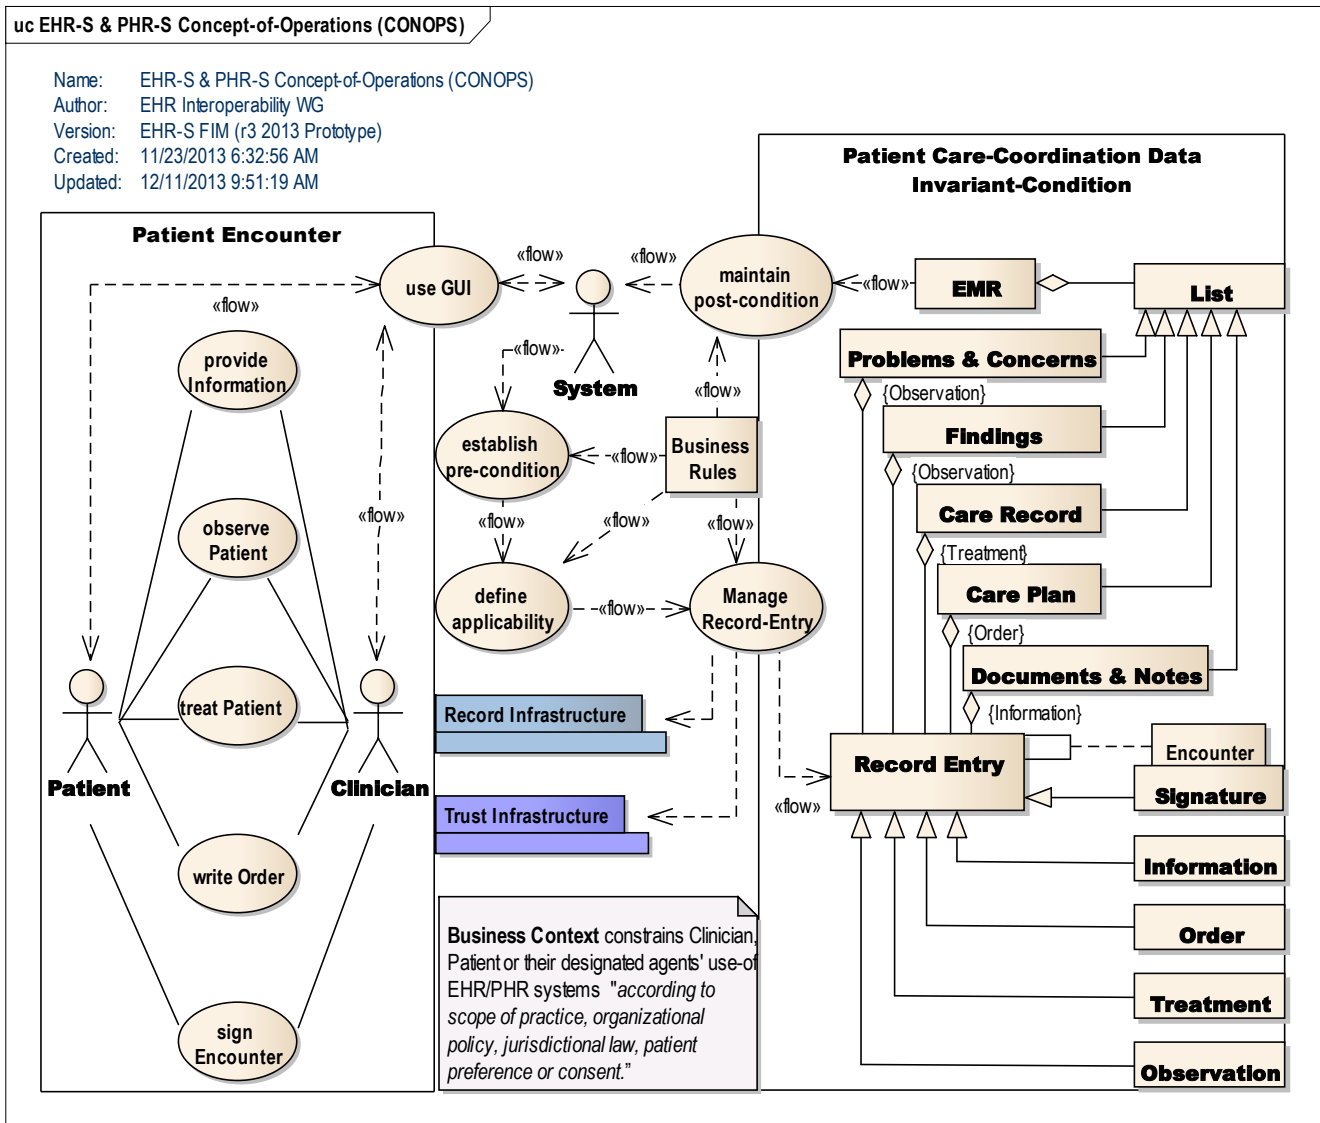 uc EHR-S & PHR-S Concept-of-Operations (CONOPS)
Name: EHR-S & PHR-S Concept-of-Operations (CONOPS)
Author: EHR Interoperability WG
Version: EHR-S FIM (r3 2013 Prototype)
Created: 11/23/2013 6:32:56 AM
Updated: 12/11/2013 9:51:19 AM
Patient Encounter
use GUI
«flow»
provide
Information
observe
Patient
«flow»
treat Patient
Patient
Clinician
write Order
sign
Encounter
«flow»
«flow»
System
«flow»
establish
pre-condition
«flow»
Business
Rules
«flow»
«flow»
«flow»
«flow»
define
applicability
«flow»
Manage
Record-Entry
Record Infrastructure
Trust Infrastructure
«flow»
Business Context constrains Clinician,
Patient or their designated agents' use-of
EHR/PHR systems "according to
scope of practice, organizational
policy, jurisdictional law, patient
preference or consent."
Patient Care-Coordination Data
Invariant-Condition
maintain
post-condition
«flow»
EMR
List
Problems & Concerns
{Observation}
Findings
{Observation}
Care Record
{Treatment}
Care Plan
{Order}
Documents & Notes
{Information}
Record Entry
Encounter
Signature
Information
Order
Treatment
Observation